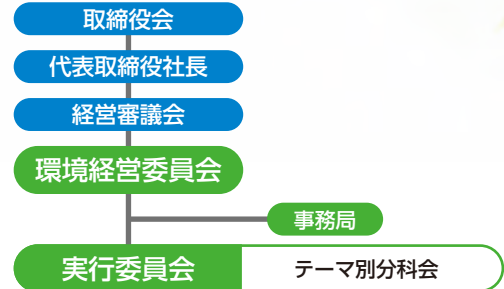 取締役会
代表取締役社長
経営審議会
環境経営委員会
事務局
実行委員会
テーマ別分科会